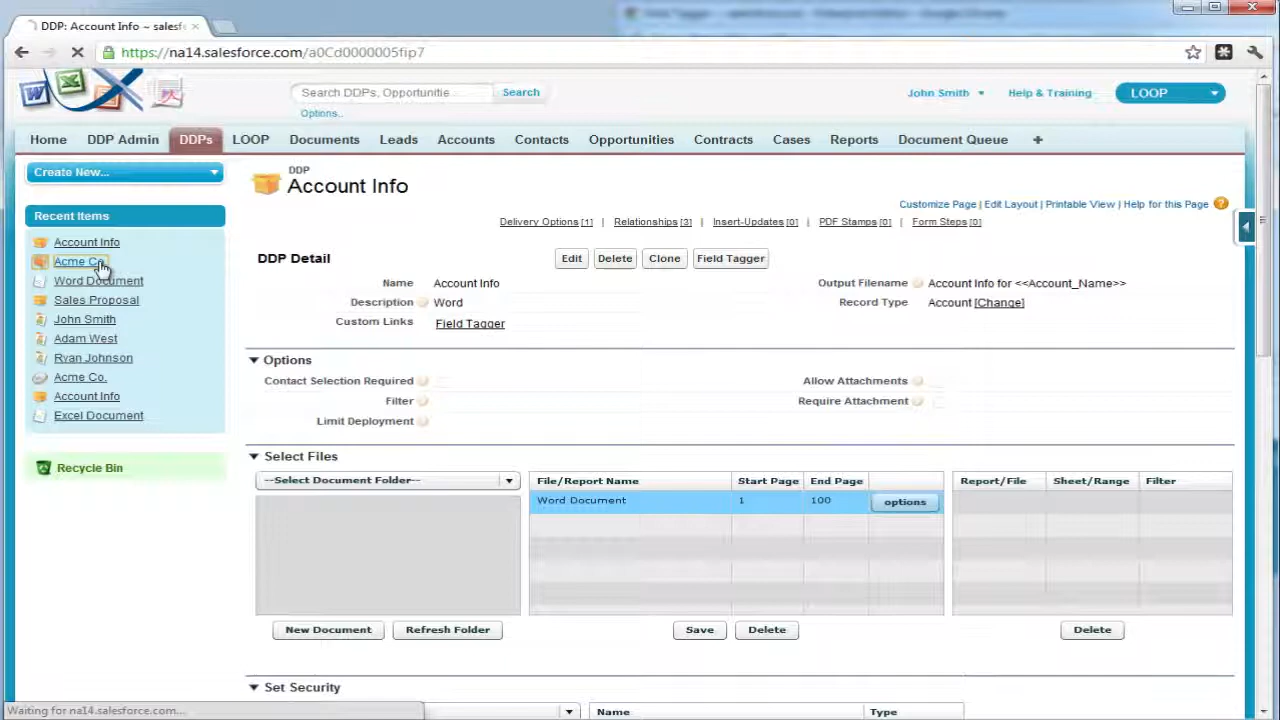 DDP: Account Info ~ salesf
https://na14.salesforce.com/a0Cd0000005fip7
Search DDPs, Opportunitie...
Search
Options...
John Smith
Help & Training
LOOP
Home
DDP Admin
DDPs
LOOP
Documents
Leads
Accounts
Contacts
Opportunities
Contracts
Cases
Reports
Document Queue
+
Create New...
Recent Items
Account Info
Acme Co.
Word Document
Sales Proposal
John Smith
Adam West
Ryan Johnson
Acme Co.
Account Info
Excel Document
Recycle Bin
DDP
Account Info
Customize Page | Edit Layout | Printable View | Help for this Page
Delivery Options [1] | Relationships [3] | Insert-Updates [0] | PDF Stamps [0] | Form Steps [0]
DDP Detail
Edit
Delete
Clone
Field Tagger
Name Account Info
Output Filename Account Info for <<Account_Name>>
Description Word
Record Type Account [Change]
Custom Links Field Tagger
Options
Contact Selection Required
Allow Attachments
Filter
Require Attachment
Limit Deployment
Select Files
--Select Document Folder--
File/Report Name Start Page End Page
Word Document 1 100 options
Report/File Sheet/Range Filter
New Document
Refresh Folder
Save
Delete
Delete
Set Security
Name Type
Waiting for na14.salesforce.com...